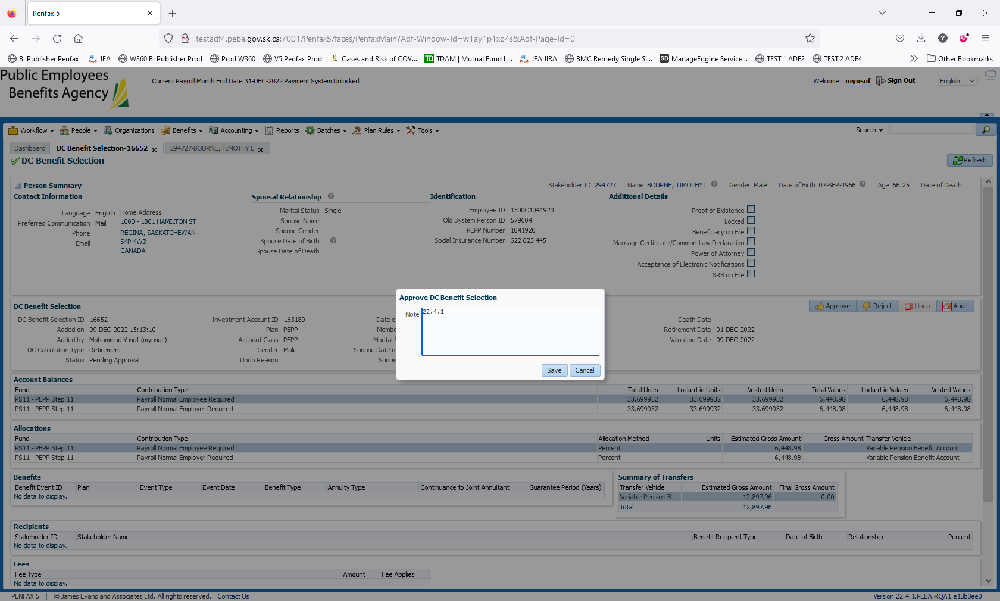 Penfax 5
testadf4.peba.gov.sk.ca:7001/Penfax5/faces/PenfaxMain?Adf-Window-Id=w1ay1p1xo4s&Adf-Page-Id=0
BI Publisher Penfax JEA W360 BI Publisher Prod Prod W360 V5 Penfax Prod Cases and Risk of COV... TDAM | Mutual Fund L... JEA JIRA BMC Remedy Single Si... ManageEngine Service... TEST 1 ADF2 TEST 2 ADF4 Other Bookmarks
Public Employees
Benefits Agency
Current Payroll Month End Date 31-DEC-2022 Payment System Unlocked
Welcome myusuf Sign Out English
Workflow People Organizations Benefits Accounting Reports Batches Plan Rules Tools Search
Dashboard DC Benefit Selection-16652 294727-BOURNE, TIMOTHY L
DC Benefit Selection
Refresh
Person Summary Stakeholder ID 294727 Name BOURNE, TIMOTHY L Gender Male Date of Birth 07-SEP-1956 Age 66.25 Date of Death
Contact Information
Language English
Preferred Communication Mail
Phone
Email
Home Address
1000 - 1801 HAMILTON ST
REGINA, SASKATCHEWAN
S4P 4W3
CANADA
Spousal Relationship
Marital Status Single
Spouse Name
Spouse Gender
Spouse Date of Birth
Spouse Date of Death
Identification
Employee ID 1300C1041920
Old System Person ID 579604
PEPP Number 1041920
Social Insurance Number 622 623 445
Additional Details
Proof of Existence
Locked
Beneficiary on File
Marriage Certificate/Common-Law Declaration
Power of Attorney
Acceptance of Electronic Notifications
SRB on File
Approve DC Benefit Selection
Note 22.4.1
Save Cancel
DC Benefit Selection
Approve Reject Undo Audit
DC Benefit Selection ID 16652
Added on 09-DEC-2022 15:13:10
Added by Mohammad Yusuf (myusuf)
DC Calculation Type Retirement
Status Pending Approval
Investment Account ID 163189
Plan PEPP
Account Class PEPP
Gender Male
Undo Reason
Date o
Membe
Marital S
Spouse Date o
Spous
Death Date
Retirement Date 01-DEC-2022
Valuation Date 09-DEC-2022
Account Balances
Fund Contribution Type Total Units Locked-in Units Vested Units Total Values Locked-in Values Vested Values
PS11 - PEPP Step 11 Payroll Normal Employee Required 33.699932 33.699932 33.699932 6,448.98 6,448.98 6,448.98
PS11 - PEPP Step 11 Payroll Normal Employer Required 33.699932 33.699932 33.699932 6,448.98 6,448.98 6,448.98
Allocations
Fund Contribution Type Allocation Method Units Estimated Gross Amount Gross Amount Transfer Vehicle
PS11 - PEPP Step 11 Payroll Normal Employee Required Percent 6,448.98 Variable Pension Benefit Account
PS11 - PEPP Step 11 Payroll Normal Employer Required Percent 6,448.98 Variable Pension Benefit Account
Benefits
Benefit Event ID Plan Event Type Event Date Benefit Type Annuity Type Continuance to Joint Annuitant Guarantee Period (Years)
No data to display.
Summary of Transfers
Transfer Vehicle Estimated Gross Amount Final Gross Amount
Variable Pension B... 12,897.96 0.00
Total 12,897.96
Recipients
Stakeholder ID Stakeholder Name Benefit Recipient Type Date of Birth Relationship Percent
No data to display.
Fees
Fee Type Amount Fee Applies
No data to display.
PENFAX 5 | © James Evans and Associates Ltd. All rights reserved. Contact Us Version 22.4.1.PEBA.RQA1.e13b0ee0